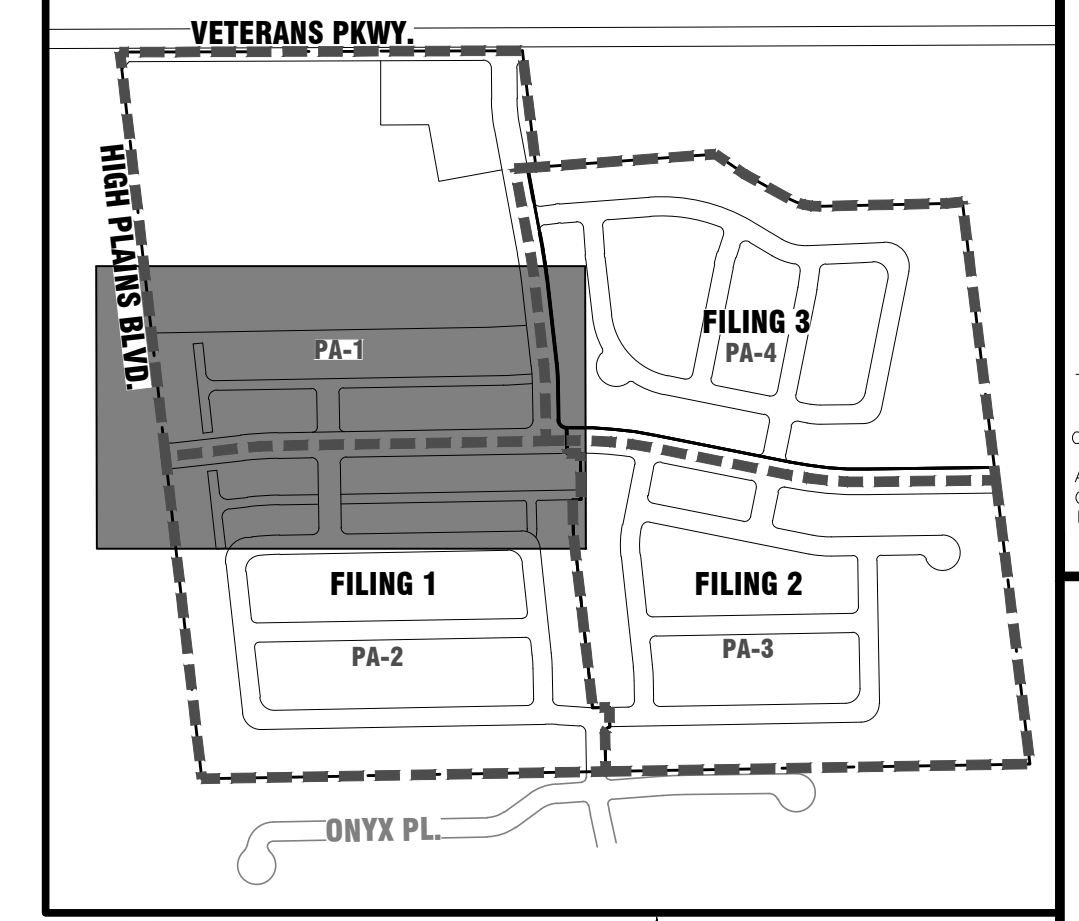 VETERANS PKWY.
HIGH PLAINS BLVD.
FILING 3
PA-4
PA-1
FILING 1
PA-2
FILING 2
PA-3
ONYX PL.